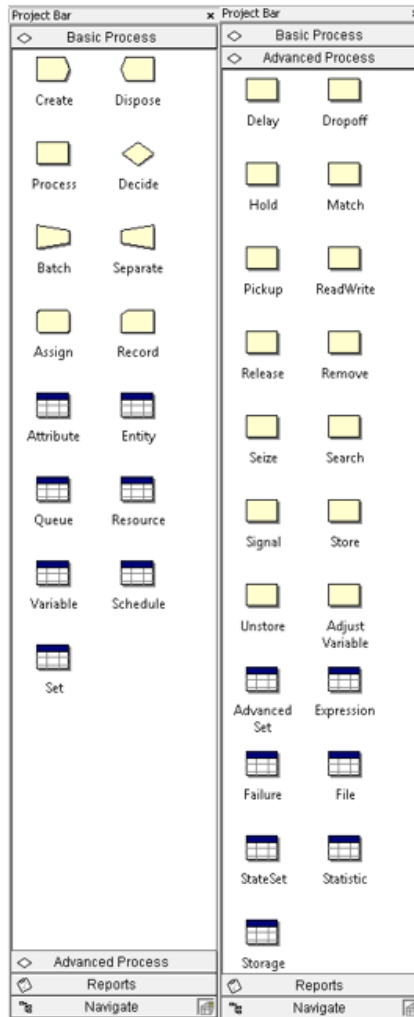 Project Bar
Basic Process
Create Dispose
Process Decide
Batch Separate
Assign Record
Attribute Entity
Queue Resource
Variable Schedule
Set
Advanced Process
Reports
Navigate
Project Bar
Basic Process
Advanced Process
Delay Dropoff
Hold Match
Pickup ReadWrite
Release Remove
Seize Search
Signal Store
Unstore Adjust
Variable
Advanced Expression
Set
Failure File
StateSet Statistic
Storage
Reports
Navigate